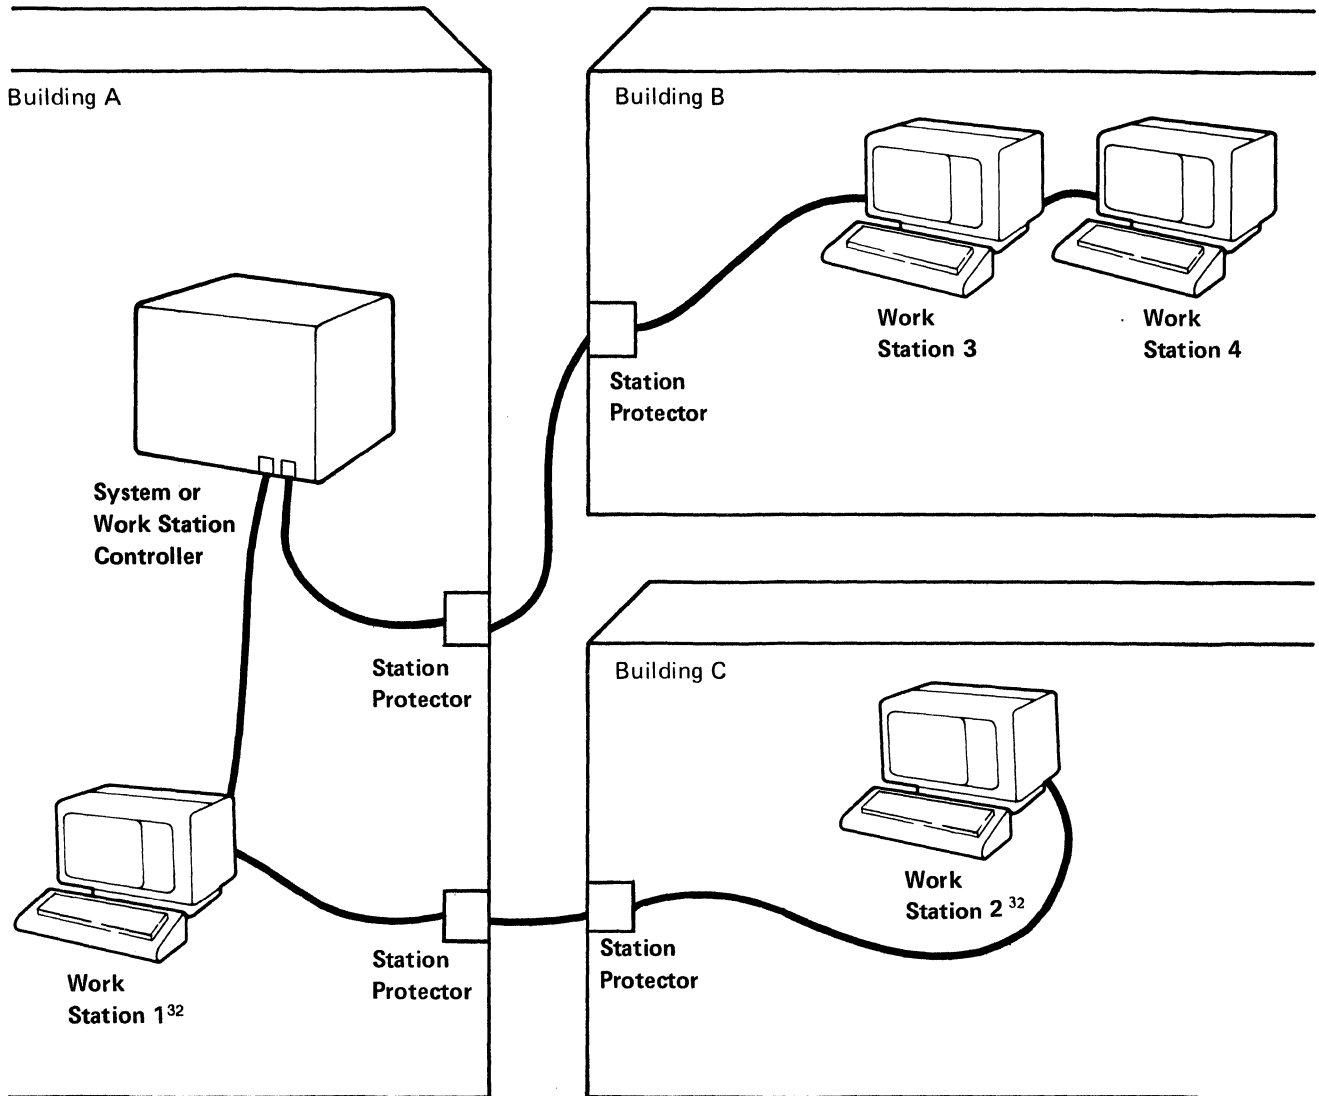 Building A
Building B
Work
Station 3
Work
Station 4
Station
Protector
System or
Work Station
Controller
Station
Protector
Building C
Work
Station 2 32
Station
Protector
Station
Protector
Work
Station 1 32